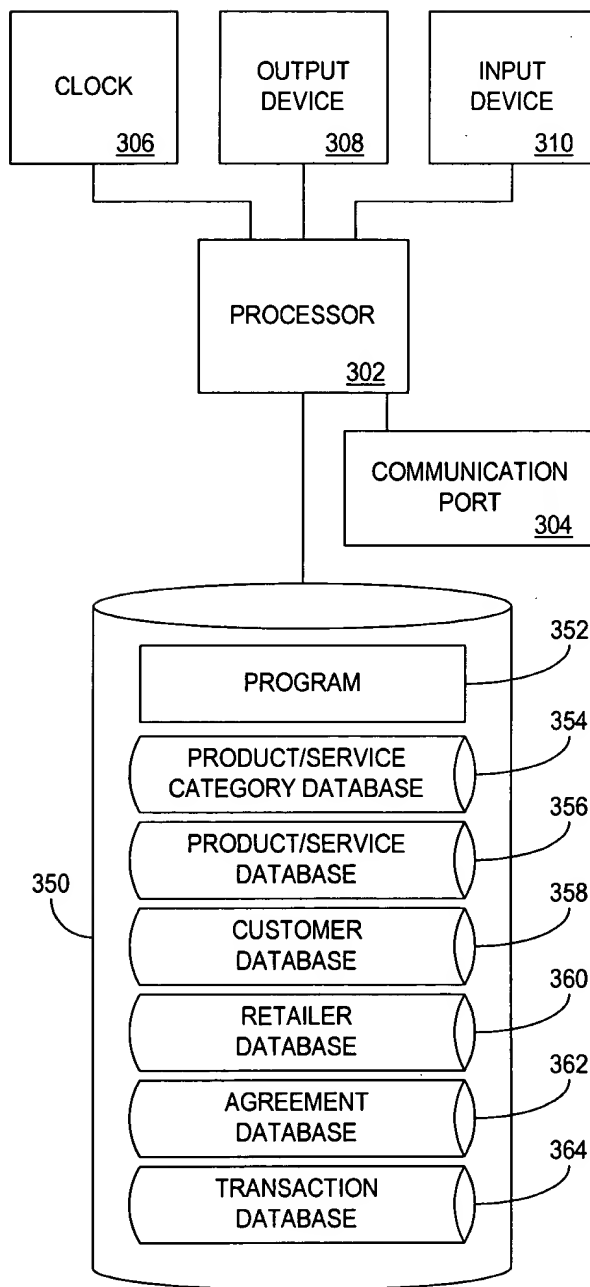 CLOCK
306
OUTPUT
DEVICE
308
INPUT
DEVICE
310
PROCESSOR
302
COMMUNICATION
PORT
304
352
PROGRAM
354
PRODUCT/SERVICE
CATEGORY DATABASE
356
PRODUCT/SERVICE
DATABASE
350
358
CUSTOMER
DATABASE
360
RETAILER
DATABASE
362
AGREEMENT
DATABASE
364
TRANSACTION
DATABASE